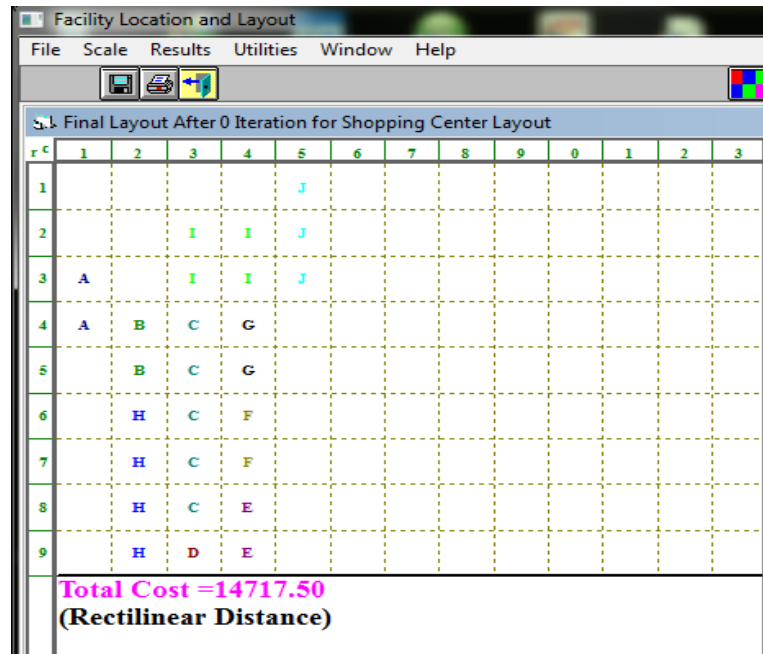 Facility Location and Layout
File Scale Results Utilities Window Help
Final Layout After 0 Iteration for Shopping Center Layout
r c 1 2 3 4 5 6 7 8 9 0 1 2 3
1 J
2 I I J
3 A I I J
4 A B C G
5 B C G
6 H C F
7 H C F
8 H C E
9 H D E
Total Cost =14717.50
(Rectilinear Distance)